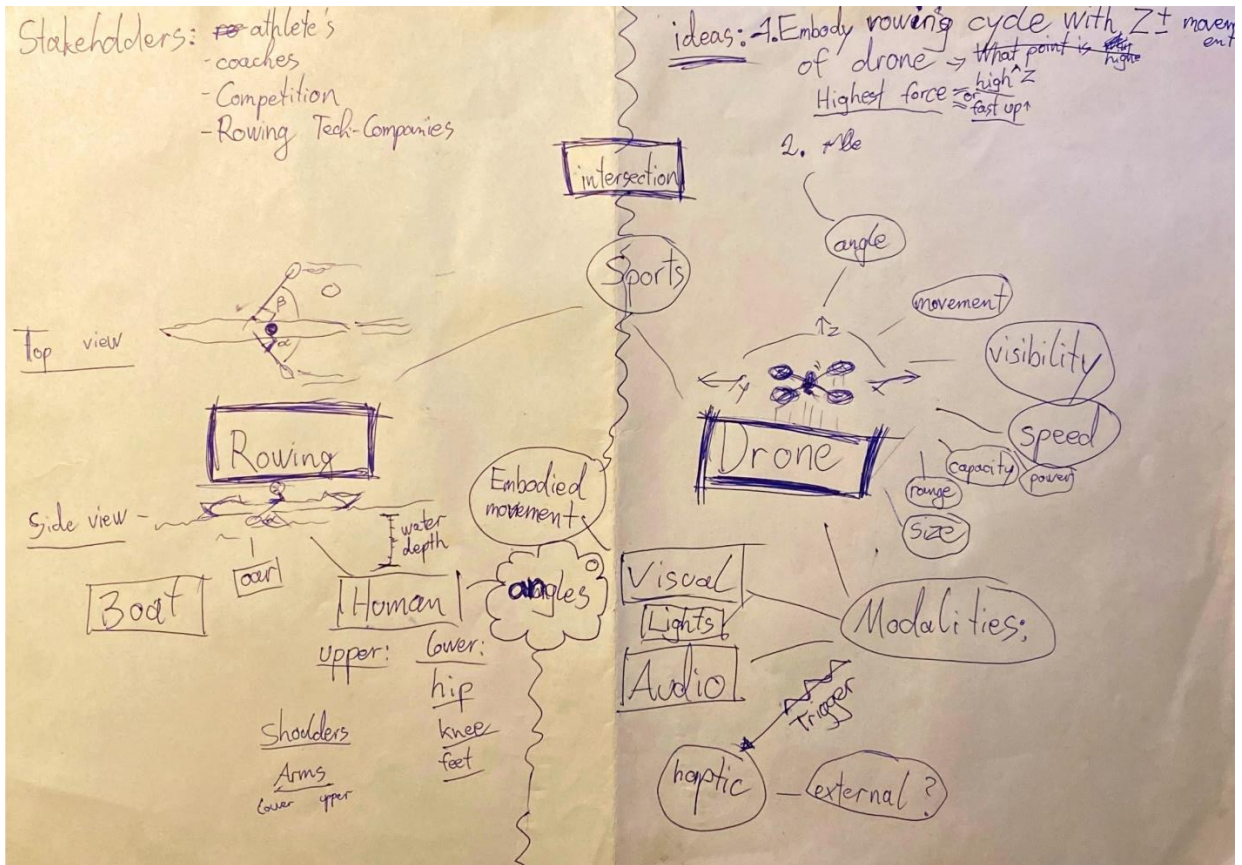 Stakeholders: athlete's
- coaches
- Competition
- Rowing Tech-Companies
ideas: 1. Embody rowing cycle with Z± movement
of drone → What point is
Highest force = high^Z
or
= fast up↑
2.
intersection
Sports
angle
movement
visibility
speed
capacity
power
range
size
Z
y
x
Drone
Top view
β
α
Rowing
Side view -
water
depth
oar
Boat
Human
upper:
lower:
hip
knee
feet
Shoulders
Arms
lower upper
Embodied
movement
angles
Visual
Lights
Audio
Modalities:
Trigger
haptic
external?